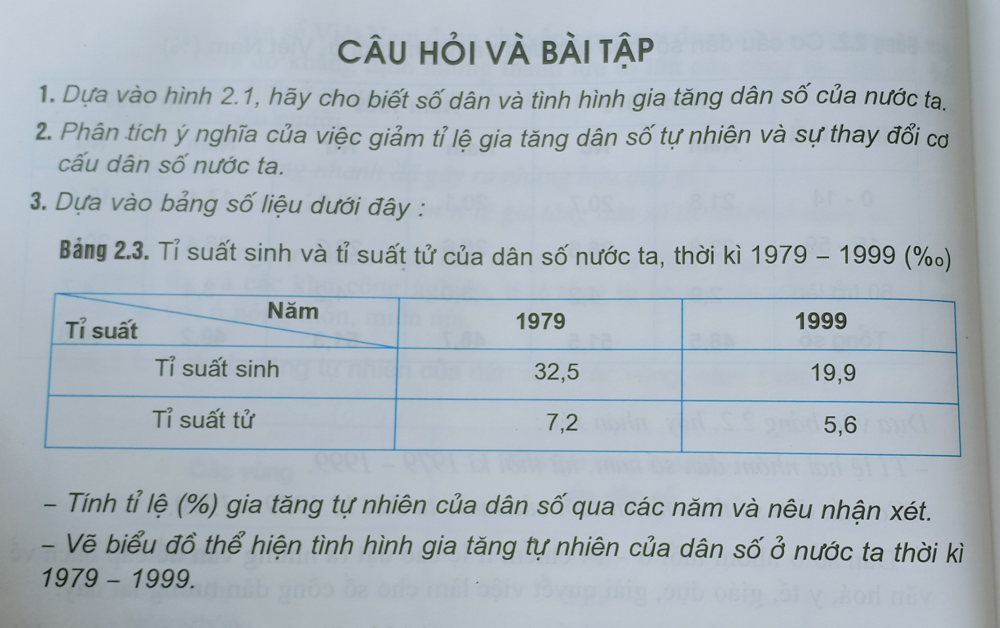 CÂU HỎI VÀ BÀI TẬP
1. Dựa vào hình 2.1, hãy cho biết số dân và tình hình gia tăng dân số của nước ta.
2. Phân tích ý nghĩa của việc giảm tỉ lệ gia tăng dân số tự nhiên và sự thay đổi cơ
cấu dân số nước ta.
3. Dựa vào bảng số liệu dưới đây :
Bảng 2.3. Tỉ suất sinh và tỉ suất tử của dân số nước ta, thời kì 1979 – 1999 (‰)
Năm
Tỉ suất 1979 1999
Tỉ suất sinh 32,5 19,9
Tỉ suất tử 7,2 5,6
– Tính tỉ lệ (%) gia tăng tự nhiên của dân số qua các năm và nêu nhận xét.
– Vẽ biểu đồ thể hiện tình hình gia tăng tự nhiên của dân số ở nước ta thời kì
1979 – 1999.